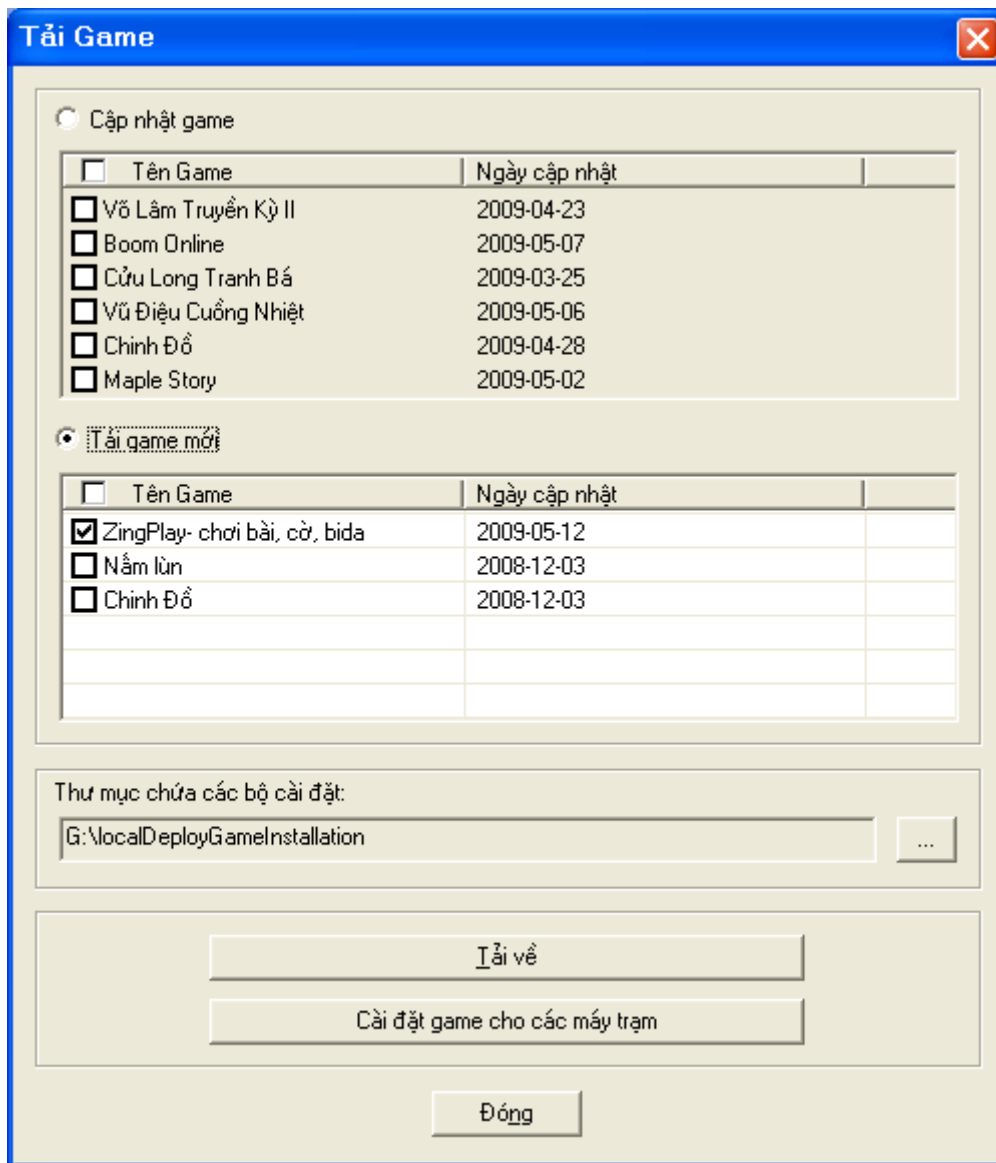 Tải Game
Cập nhật game
Tên Game Ngày cập nhật
Võ Lâm Truyền Kỳ II 2009-04-23
Boom Online 2009-05-07
Cửu Long Tranh Bá 2009-03-25
Vũ Điệu Cuồng Nhiệt 2009-05-06
Chinh Đồ 2009-04-28
Maple Story 2009-05-02
Tải game mới
Tên Game Ngày cập nhật
ZingPlay- chơi bài, cờ, bida 2009-05-12
Nấm lùn 2008-12-03
Chinh Đồ 2008-12-03
Thư mục chứa các bộ cài đặt:
G:\localDeployGameInstallation
...
Tải về
Cài đặt game cho các máy trạm
Đóng